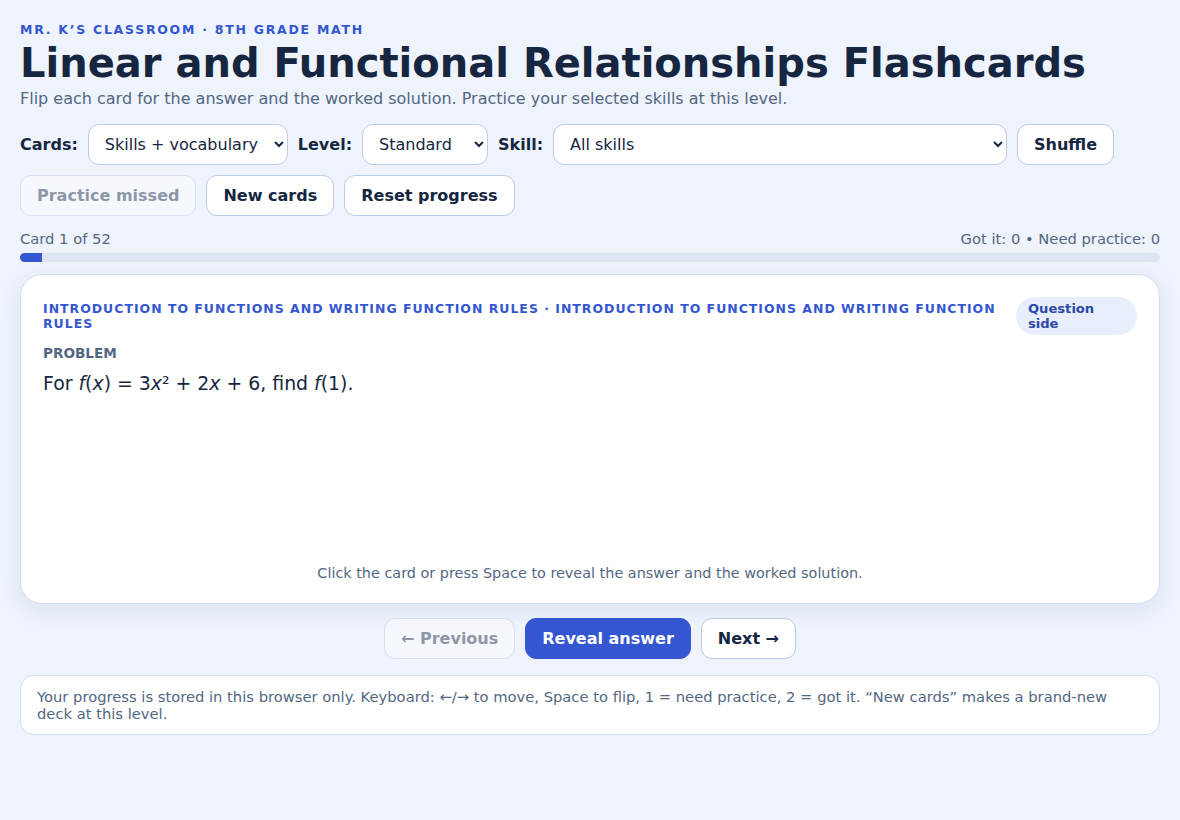 MR. K'S CLASSROOM · 8TH GRADE MATH
Linear and Functional Relationships Flashcards
Flip each card for the answer and the worked solution. Practice your selected skills at this level.
Cards: Skills + vocabulary Level: Standard Skill: All skills Shuffle
Practice missed New cards Reset progress
Card 1 of 52 Got it: 0 • Need practice: 0
INTRODUCTION TO FUNCTIONS AND WRITING FUNCTION RULES · INTRODUCTION TO FUNCTIONS AND WRITING FUNCTION
RULES
Question
side
PROBLEM
For f(x) = 3x² + 2x + 6, find f(1).
Click the card or press Space to reveal the answer and the worked solution.
← Previous Reveal answer Next →
Your progress is stored in this browser only. Keyboard: ←/→ to move, Space to flip, 1 = need practice, 2 = got it. “New cards” makes a brand-new
deck at this level.